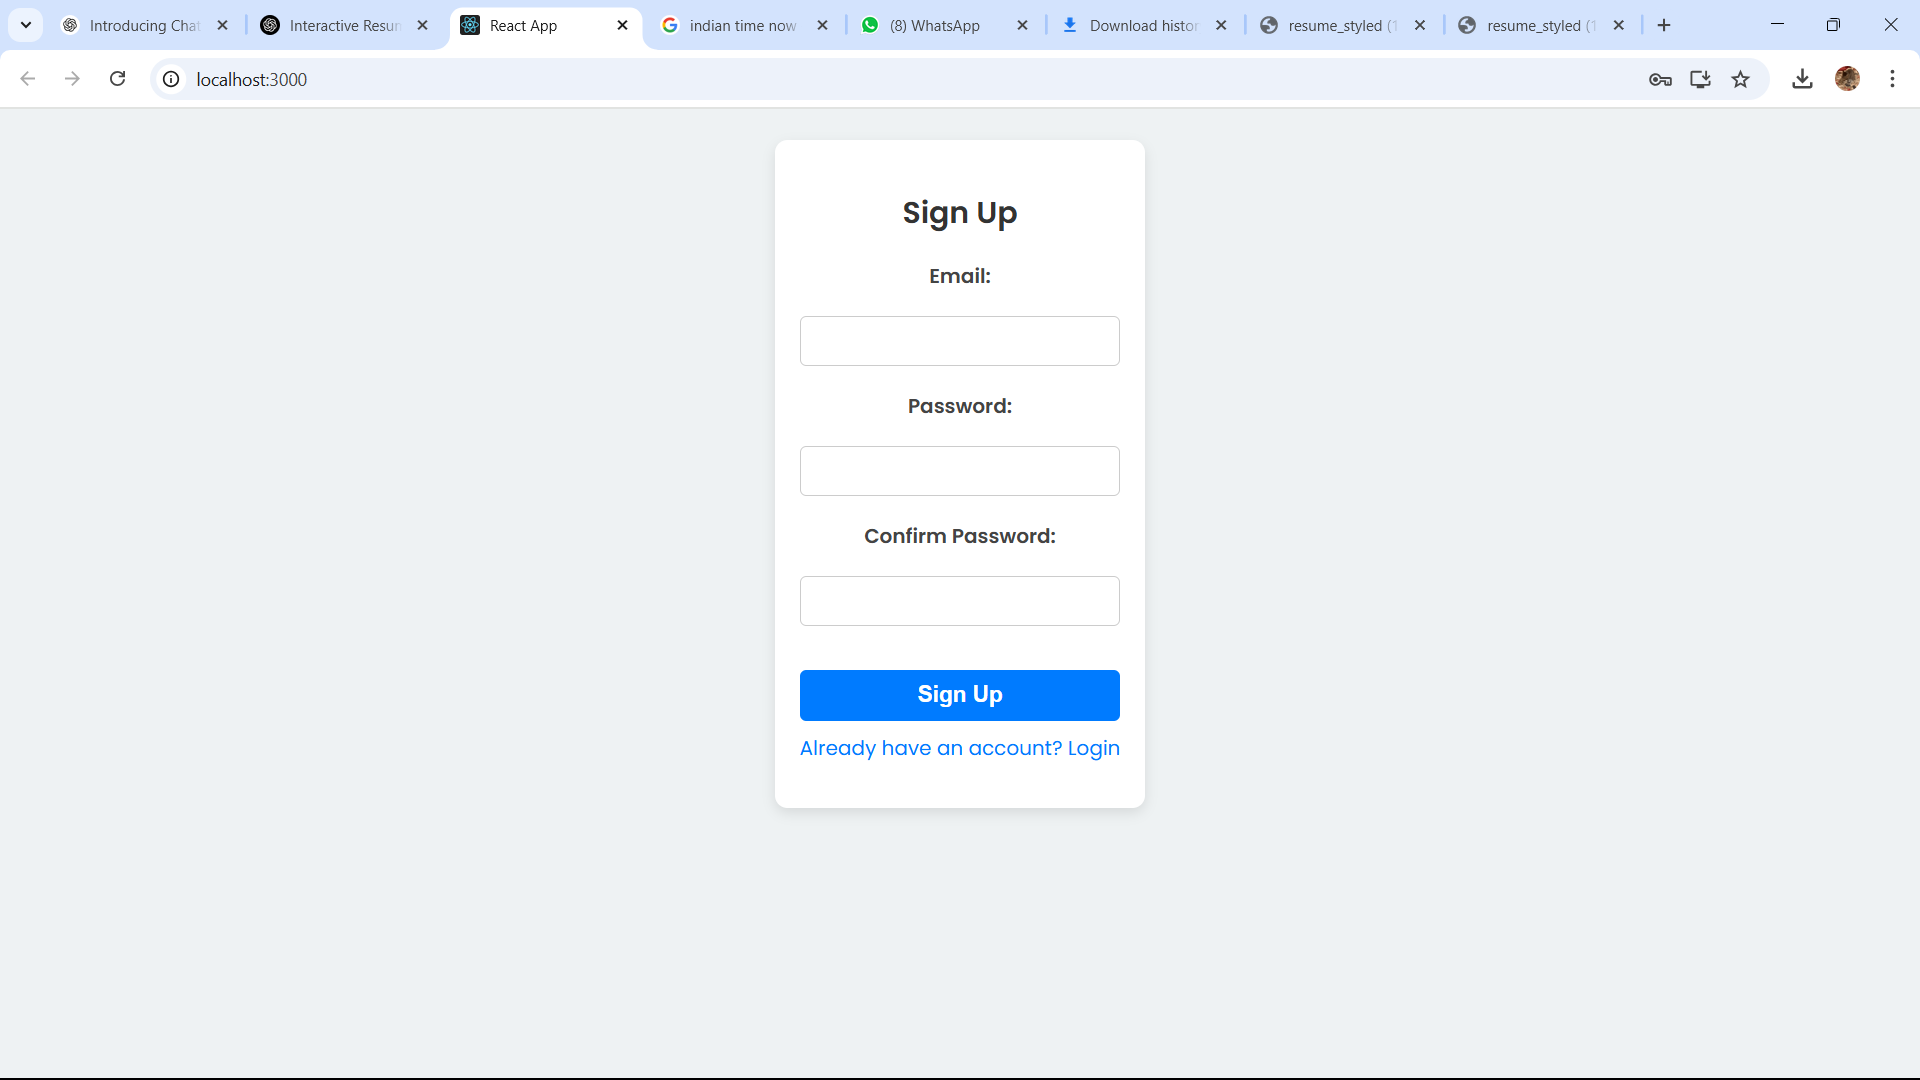 Introducing Chat
Interactive Resum
React App
indian time now
(8) WhatsApp
Download histor
resume_styled (1
resume_styled (1
localhost:3000
Sign Up
Email:
Password:
Confirm Password:
Sign Up
Already have an account? Login